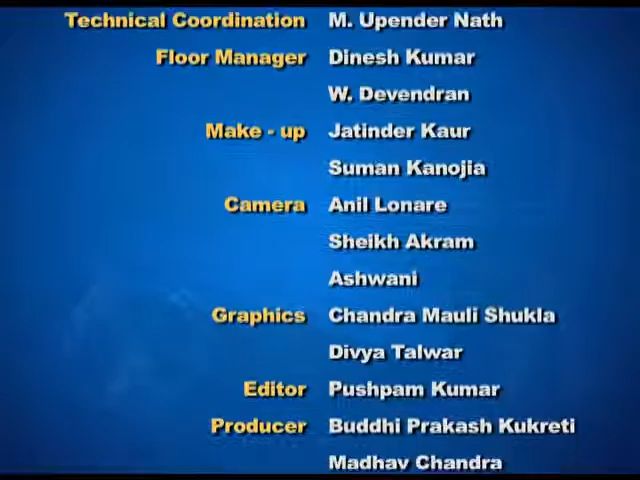 Technical Coordination M. Upender Nath
Floor Manager Dinesh Kumar
W. Devendran
Make - up Jatinder Kaur
Suman Kanojia
Camera Anil Lonare
Sheikh Akram
Ashwani
Graphics Chandra Mauli Shukla
Divya Talwar
Editor Pushpam Kumar
Producer Buddhi Prakash Kukreti
Madhav Chandra